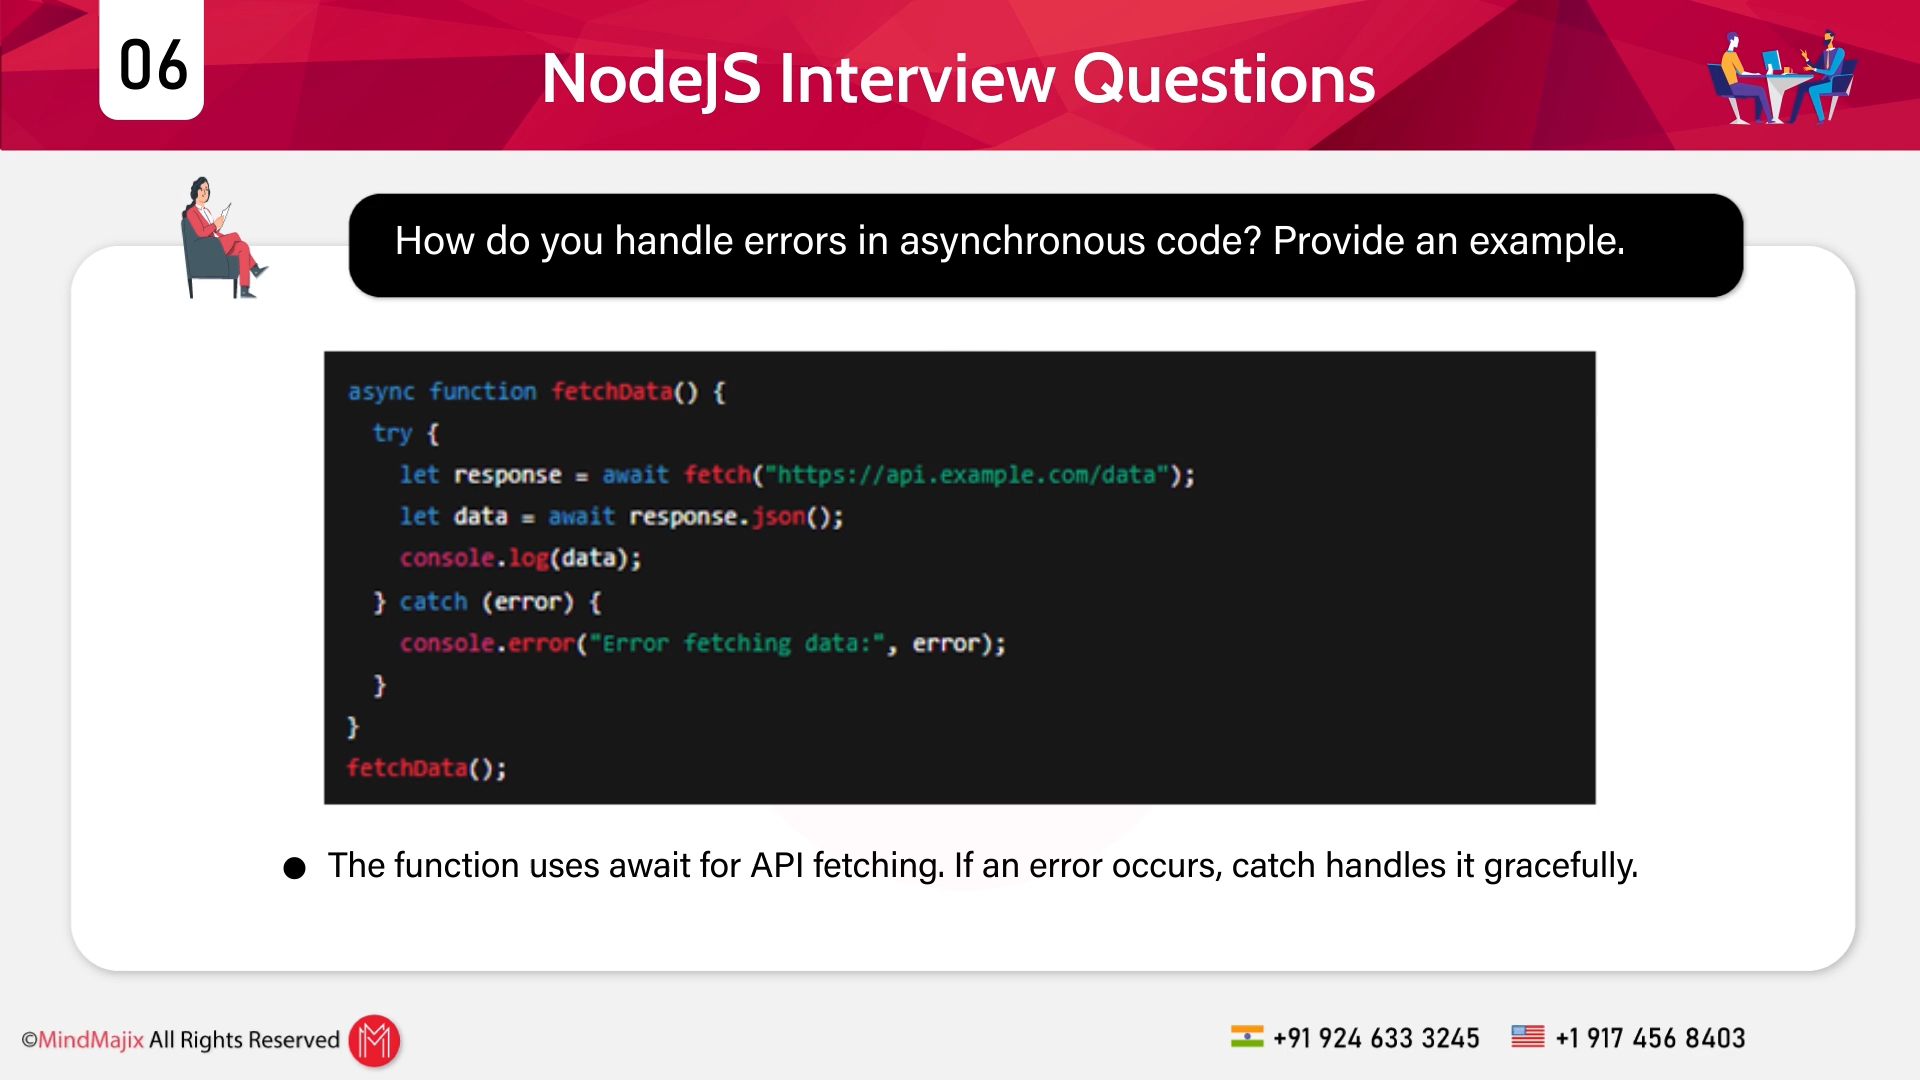 06
NodeJS Interview Questions
How do you handle errors in asynchronous code? Provide an example.
async function fetchData() {
  try {
    let response = await fetch("https://api.example.com/data");
    let data = await response.json();
    console.log(data);
  } catch (error) {
    console.error("Error fetching data:", error);
  }
}
fetchData();
● The function uses await for API fetching. If an error occurs, catch handles it gracefully.
©MindMajix All Rights Reserved
+91 924 633 3245
+1 917 456 8403